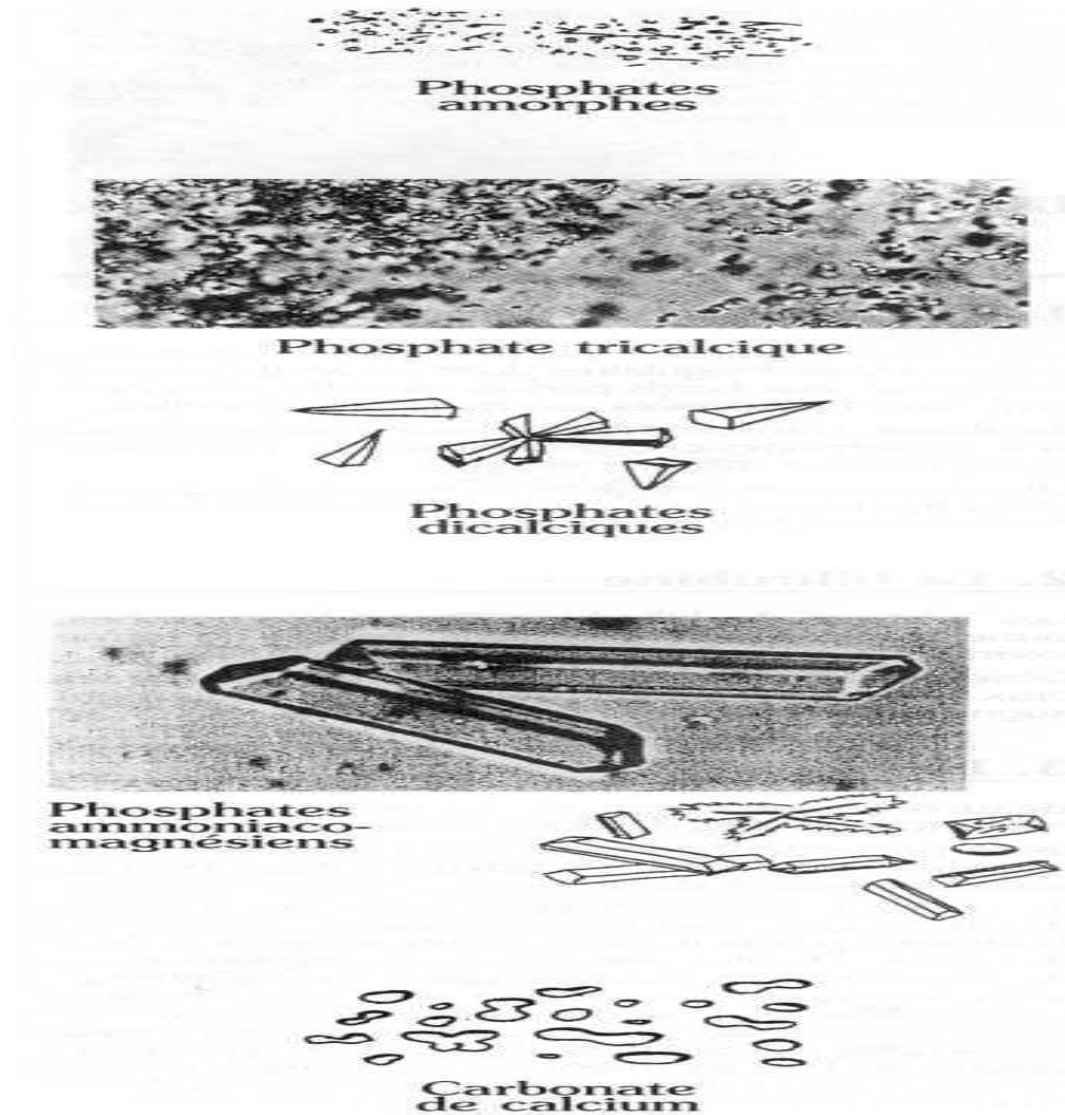 Phosphates
amorphes
Phosphate tricalcique
Phosphates
dicalciques
Phosphates
ammoniaco-
magnésiens
Carbonate
de calcium